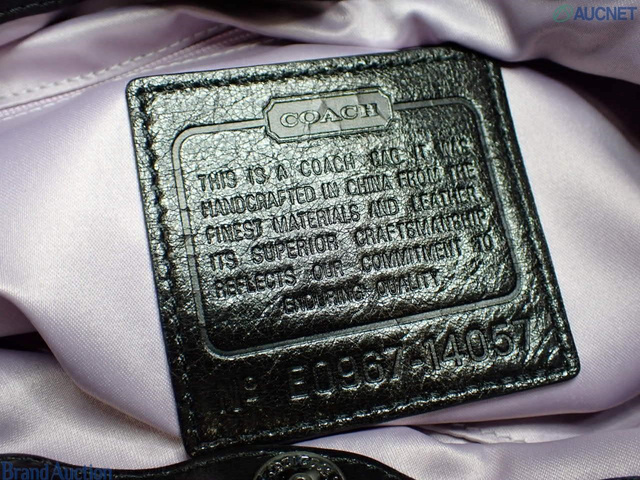 AUCNET
COACH
THIS IS A COACH BAG IT WAS
HANDCRAFTED IN CHINA FROM THE
FINEST MATERIALS AND LEATHER
ITS SUPERIOR CRAFTSMANSHIP
REFLECTS OUR COMMITMENT TO
ENDURING QUALITY
Nº E0967-14057
Brand Auction